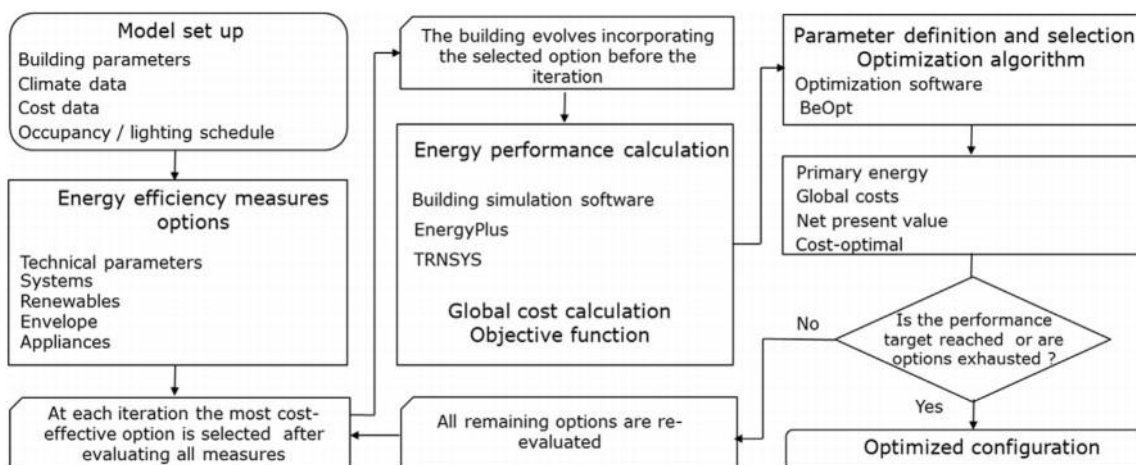 Model set up
Building parameters
Climate data
Cost data
Occupancy / lighting schedule
Energy efficiency measures
options
Technical parameters
Systems
Renewables
Envelope
Appliances
At each iteration the most cost-
effective option is selected after
evaluating all measures
The building evolves incorporating
the selected option before the
iteration
Energy performance calculation
Building simulation software
EnergyPlus
TRNSYS
Global cost calculation
Objective function
All remaining options are re-
evaluated
Parameter definition and selection
Optimization algorithm
Optimization software
BeOpt
Primary energy
Global costs
Net present value
Cost-optimal
Is the performance
target reached or are
options exhausted ?
No
Yes
Optimized configuration